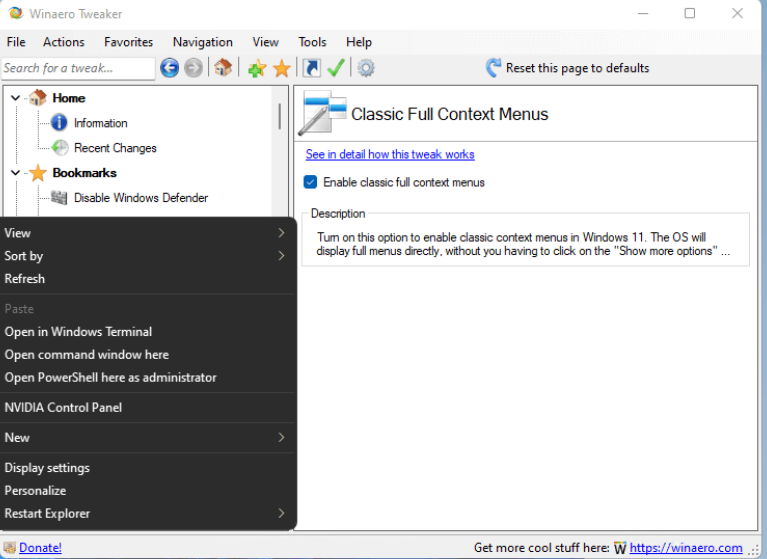 Winaero Tweaker
File Actions Favorites Navigation View Tools Help
Search for a tweak...
Reset this page to defaults
Home
Information
Recent Changes
Bookmarks
Disable Windows Defender
Classic Full Context Menus
See in detail how this tweak works
Enable classic full context menus
Description
Turn on this option to enable classic context menus in Windows 11. The OS will
display full menus directly, without you having to click on the "Show more options" ...
View
Sort by
Refresh
Paste
Open in Windows Terminal
Open command window here
Open PowerShell here as administrator
NVIDIA Control Panel
New
Display settings
Personalize
Restart Explorer
Donate!
Get more cool stuff here: W https://winaero.com